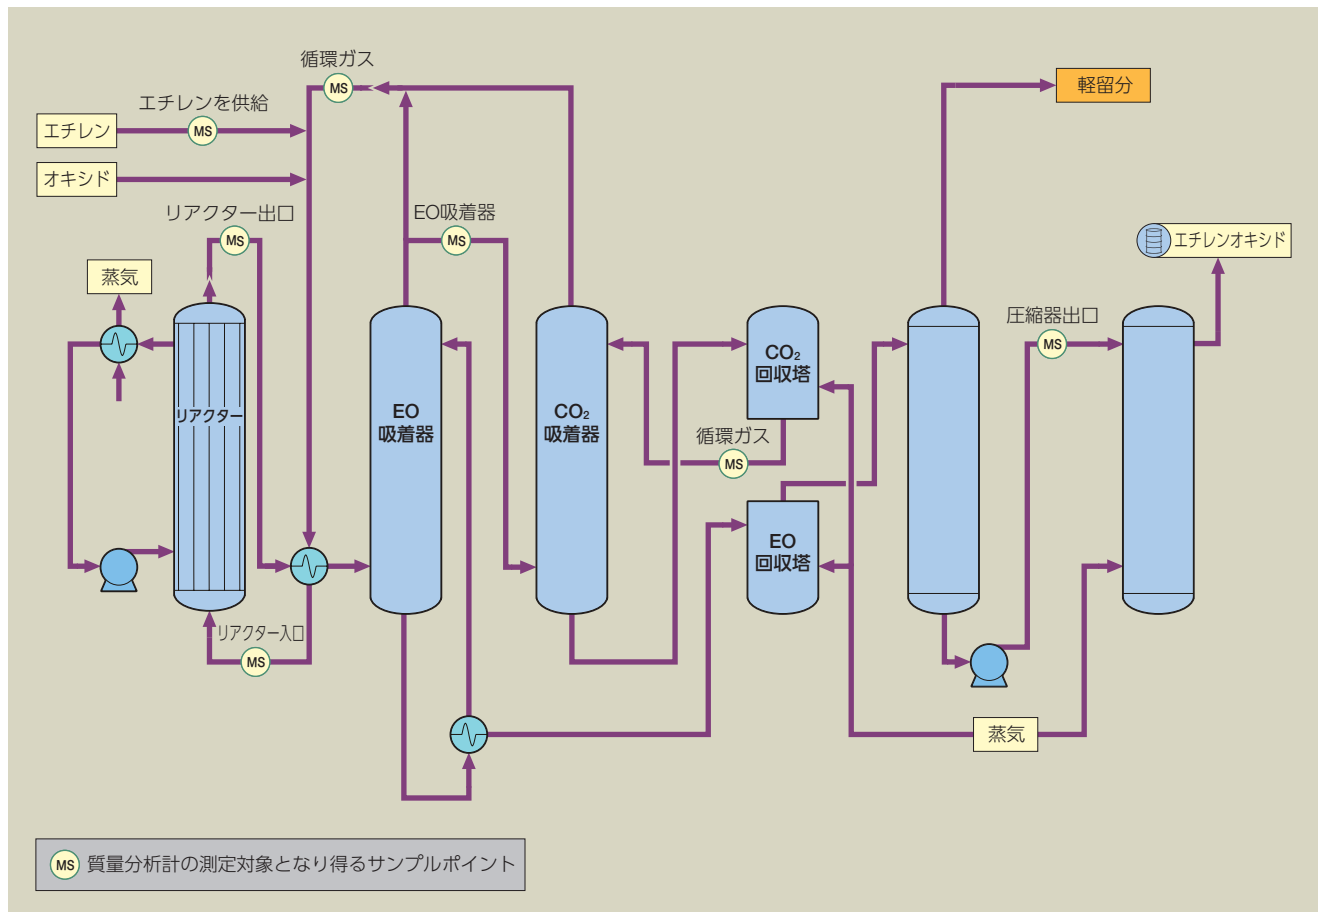 循環ガス
MS
軽留分
エチレンを供給
エチレン
MS
オキシド
リアクター出口
MS
EO吸着器
MS
エチレンオキシド
蒸気
圧縮器出口
MS
CO₂
回収塔
リアクター
EO
吸着器
CO₂
吸着器
循環ガス
MS
EO
回収塔
リアクター入口
MS
蒸気
MS 質量分析計の測定対象となり得るサンプルポイント